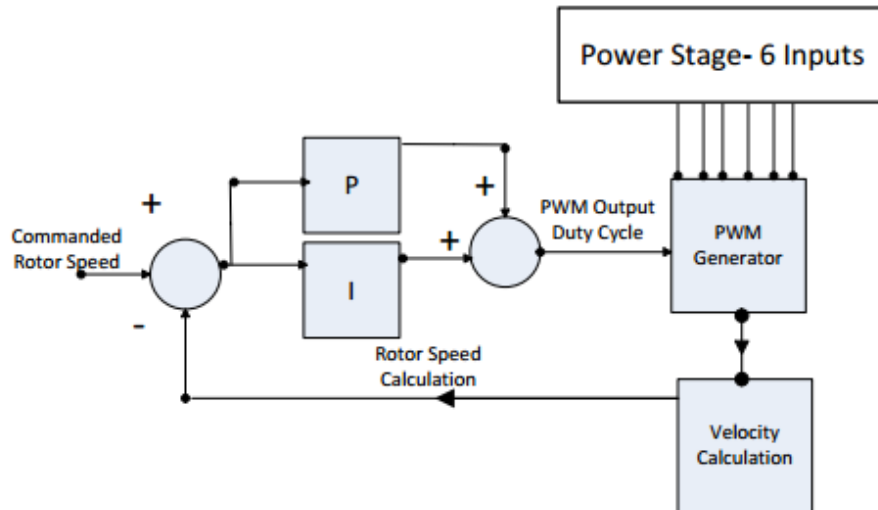 Power Stage- 6 Inputs
P
+
+
+
PWM Output
Duty Cycle
PWM
Generator
Commanded
Rotor Speed
I
-
Rotor Speed
Calculation
Velocity
Calculation